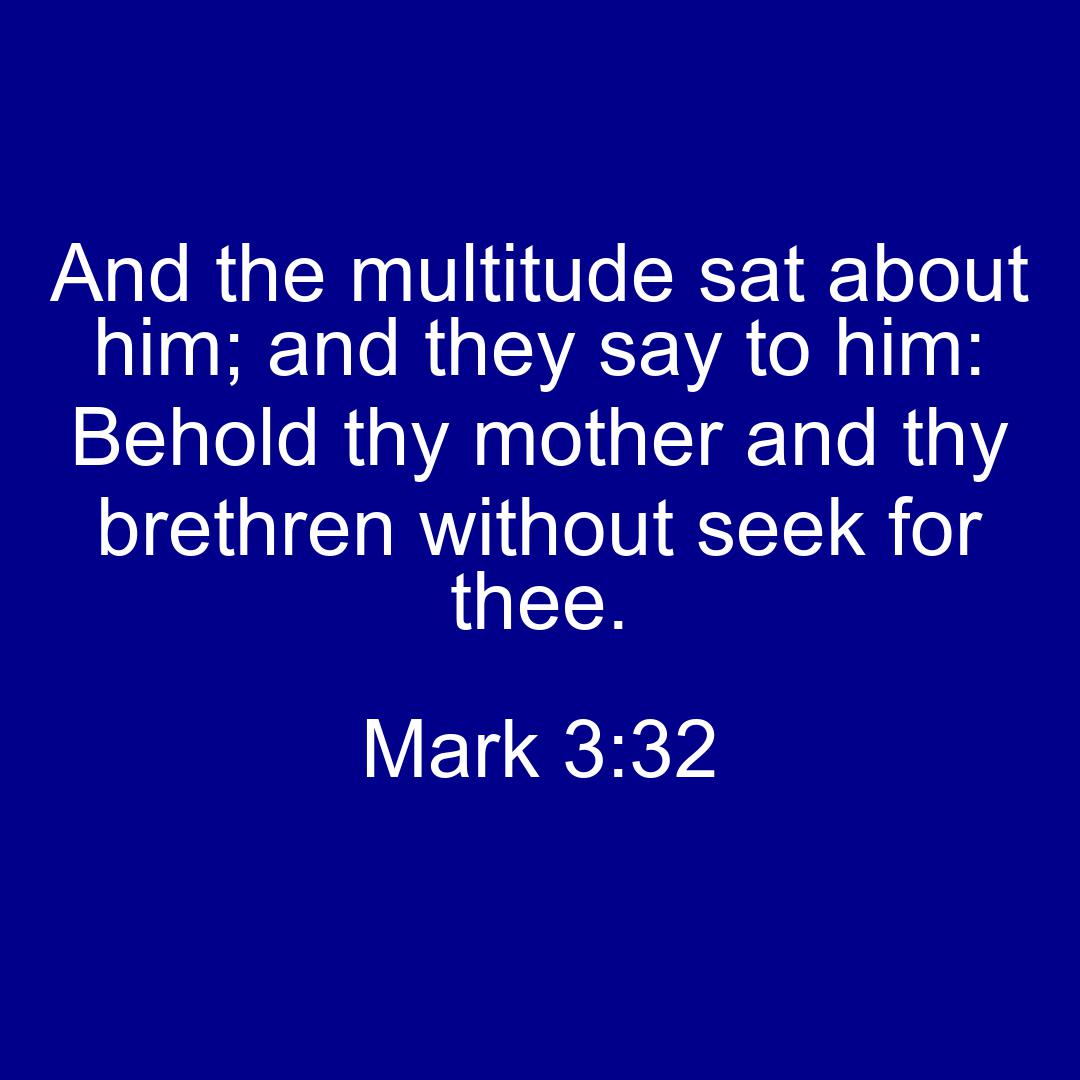 And the multitude sat about
him; and they say to him:
Behold thy mother and thy
brethren without seek for
thee.
Mark 3:32